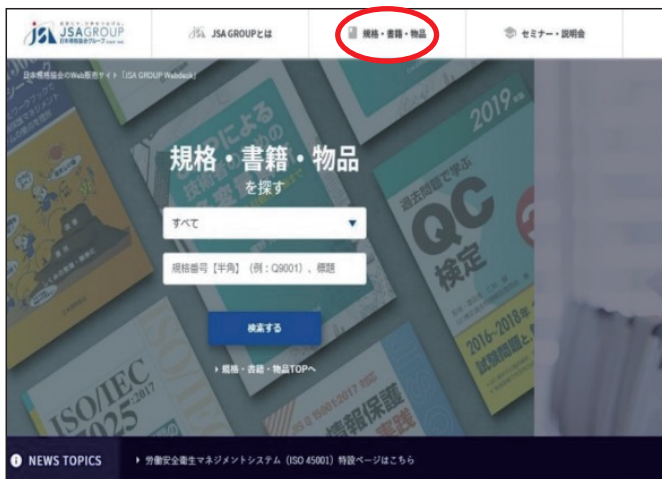 JSAGROUP
日本規格協会グループ
JSA GROUPとは
規格・書籍・物品
セミナー・説明会
日本規格協会のWeb販売サイト「JSA GROUP Webdesk」
規格・書籍・物品
を探す
すべて
規格番号【半角】（例：Q9001）、標題
検索する
規格・書籍・物品TOPへ
2019
過去問題で学ぶ
QC
検定
2016~2018年
ISO/IEC
:2017
情報保護
実践
NEWS TOPICS
労働安全衛生マネジメントシステム（ISO 45001）特設ページはこちら